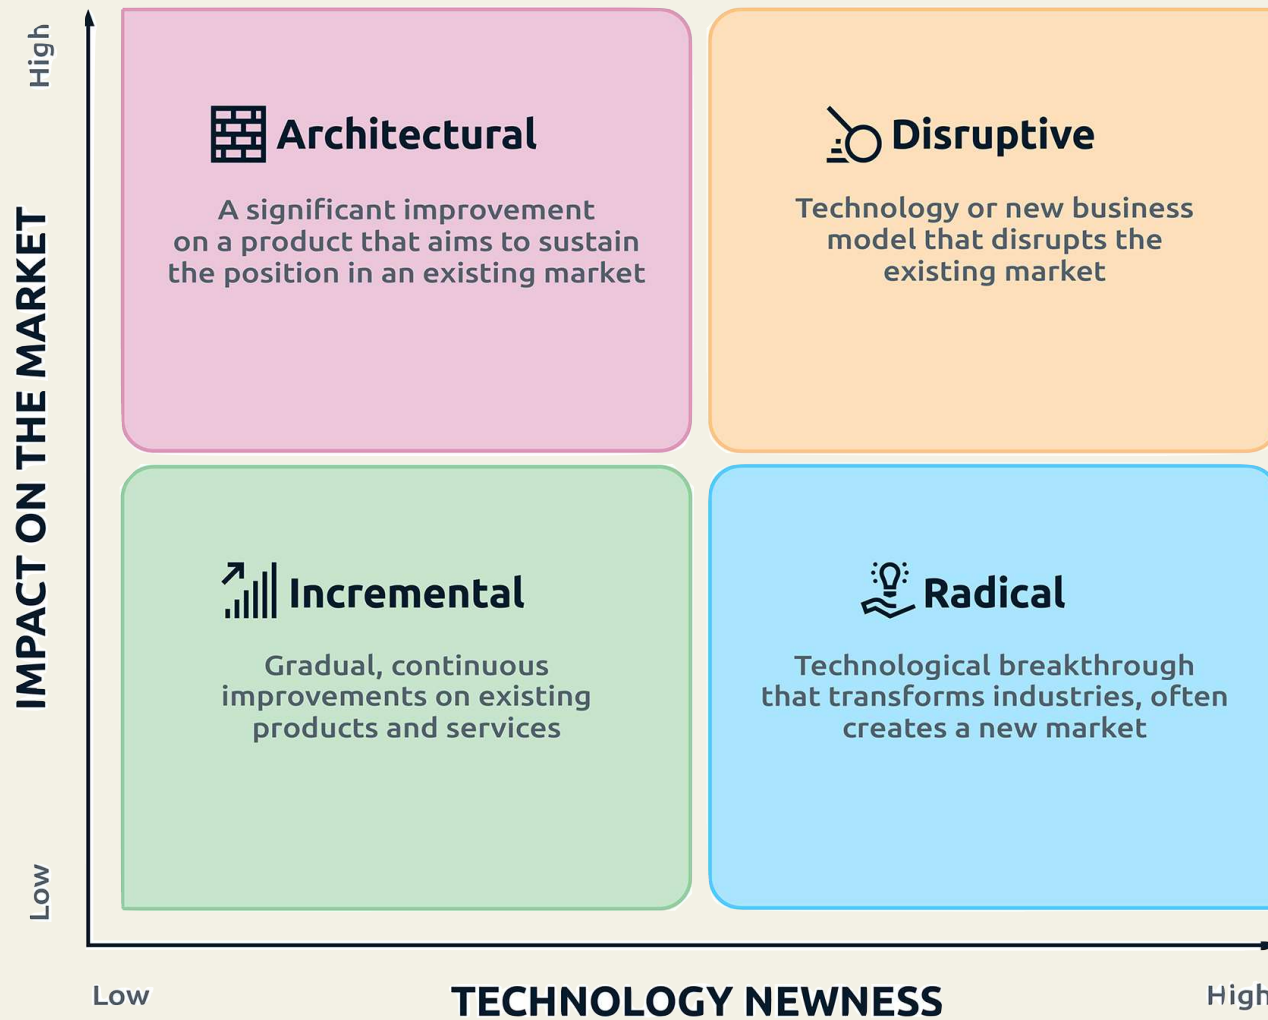 High
IMPACT ON THE MARKET
Low
Architectural
A significant improvement
on a product that aims to sustain
the position in an existing market
Disruptive
Technology or new business
model that disrupts the
existing market
Incremental
Gradual, continuous
improvements on existing
products and services
Radical
Technological breakthrough
that transforms industries, often
creates a new market
Low
TECHNOLOGY NEWNESS
High